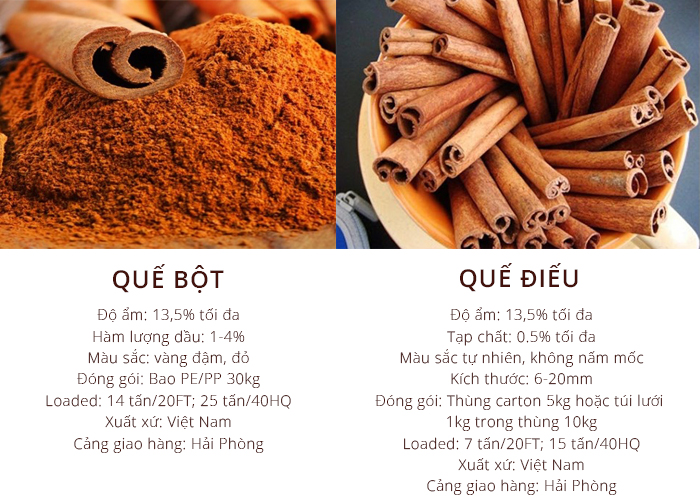 QUẾ BỘT
Độ ẩm: 13,5% tối đa
Hàm lượng dầu: 1-4%
Màu sắc: vàng đậm, đỏ
Đóng gói: Bao PE/PP 30kg
Loaded: 14 tấn/20FT; 25 tấn/40HQ
Xuất xứ: Việt Nam
Cảng giao hàng: Hải Phòng
QUẾ ĐIẾU
Độ ẩm: 13,5% tối đa
Tạp chất: 0.5% tối đa
Màu sắc tự nhiên, không nấm mốc
Kích thước: 6-20mm
Đóng gói: Thùng carton 5kg hoặc túi lưới
1kg trong thùng 10kg
Loaded: 7 tấn/20FT; 15 tấn/40HQ
Xuất xứ: Việt Nam
Cảng giao hàng: Hải Phòng